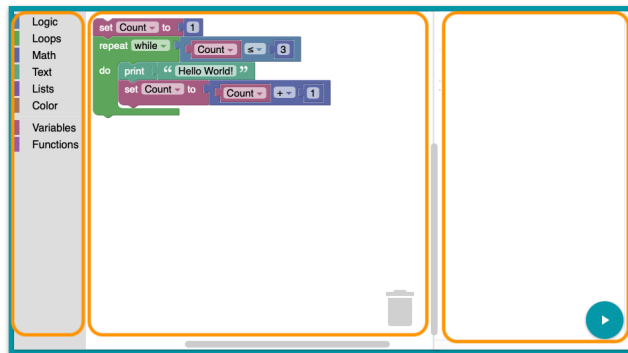 Logic
Loops
Math
Text
Lists
Color
Variables
Functions
set Count to 1
repeat while Count ≤ 3
do print “ Hello World! ”
set Count to Count + 1